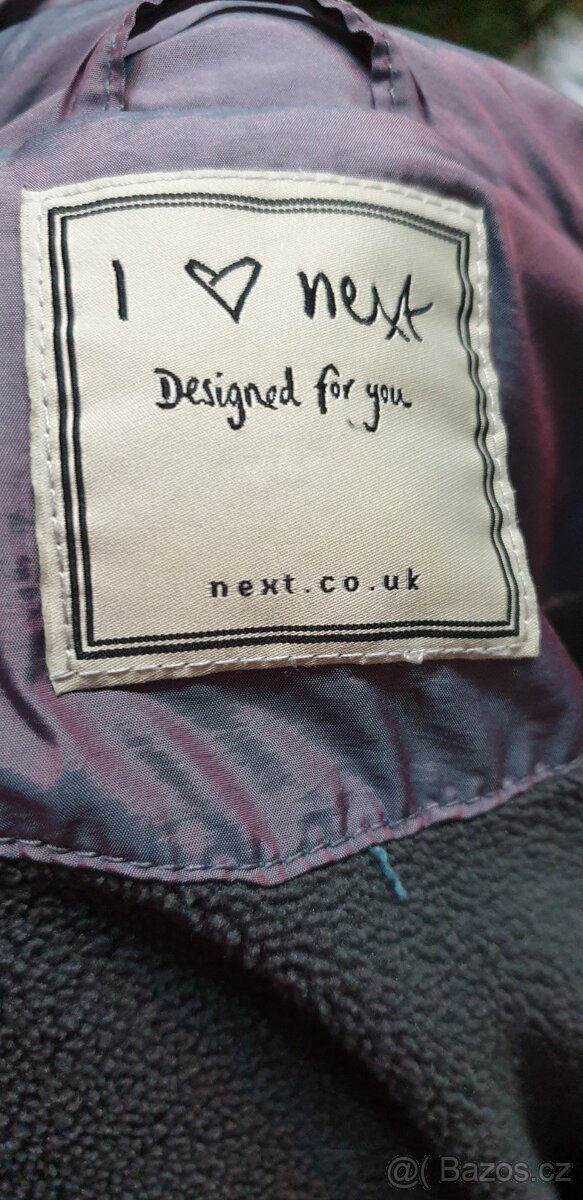 I ♡ next
Designed for you
next.co.uk
@( Bazos.cz